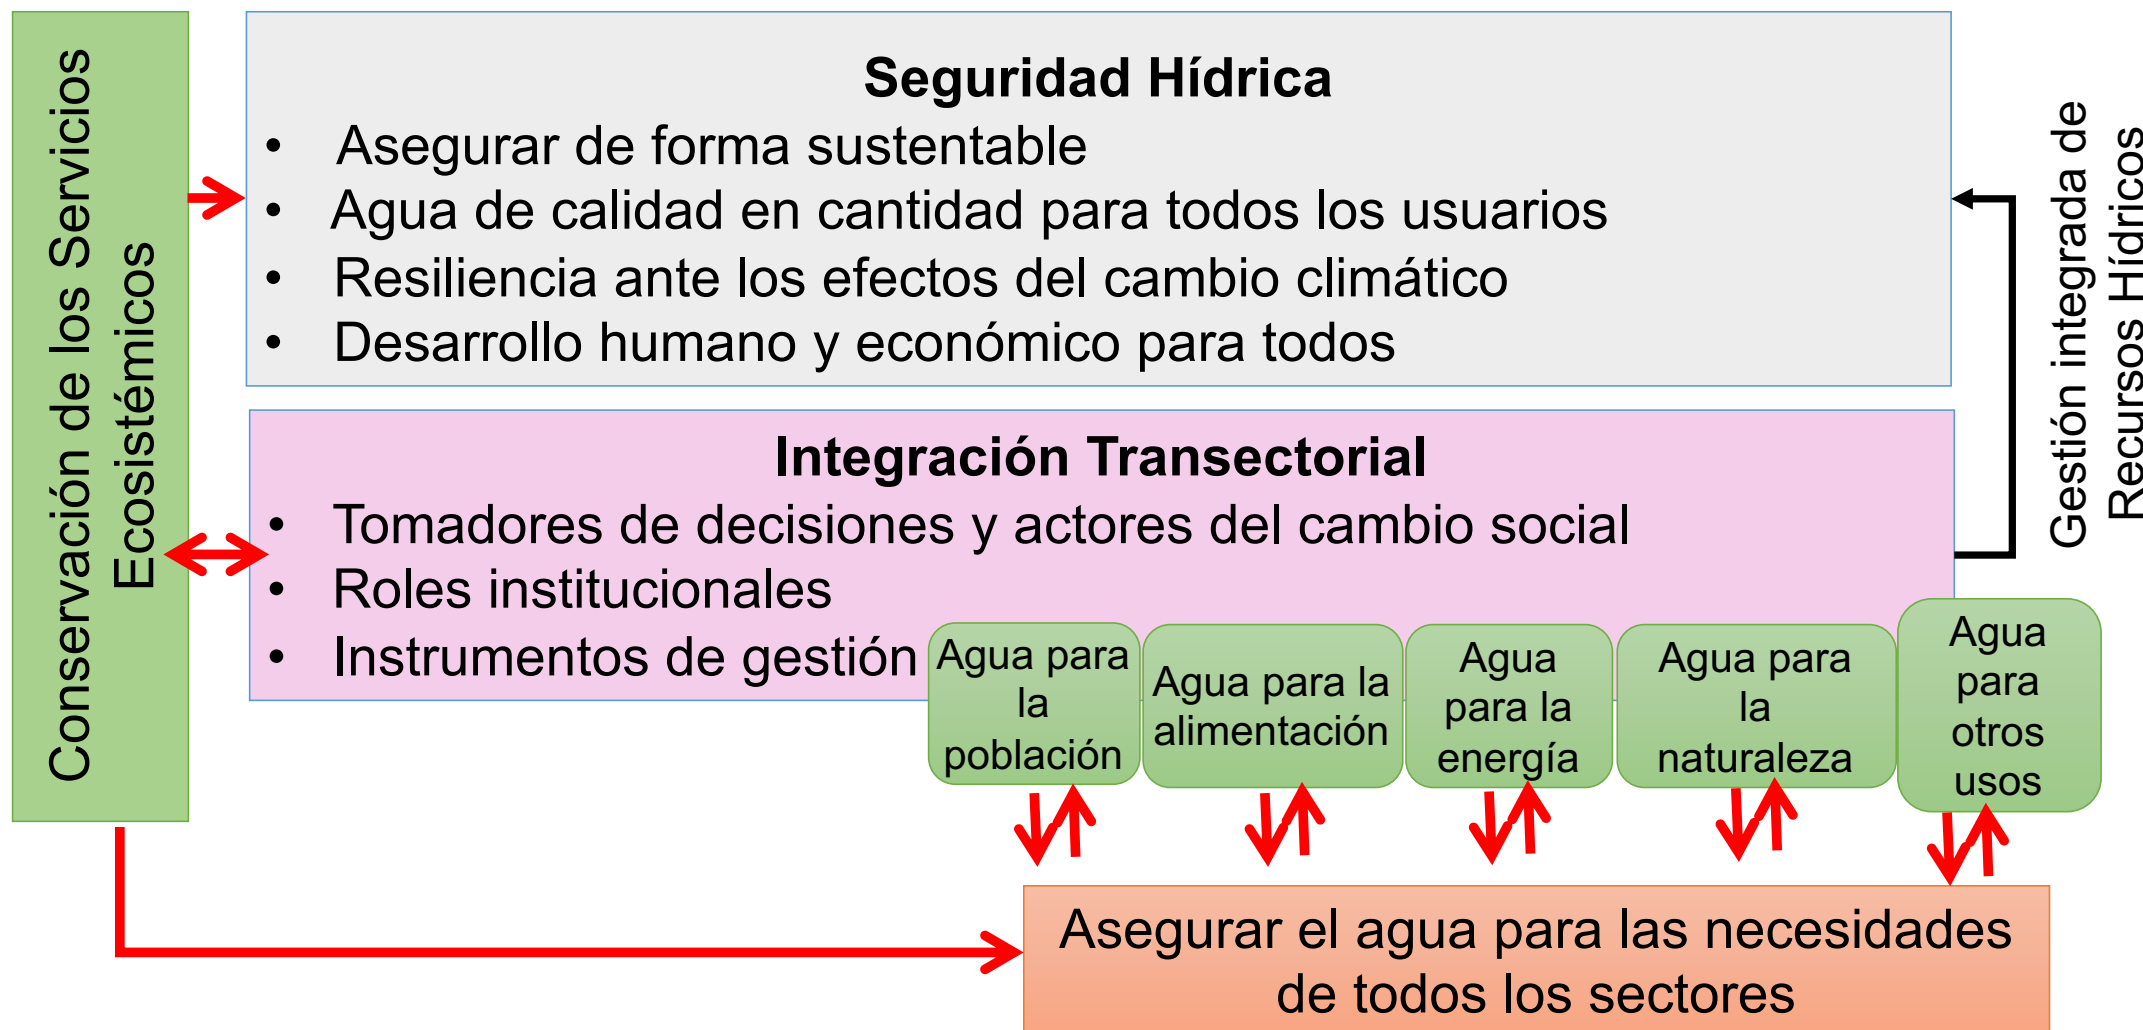 Conservación de los Servicios
Ecosistémicos
Seguridad Hídrica
• Asegurar de forma sustentable
• Agua de calidad en cantidad para todos los usuarios
• Resiliencia ante los efectos del cambio climático
• Desarrollo humano y económico para todos
Gestión integrada de
Recursos Hídricos
Integración Transectorial
• Tomadores de decisiones y actores del cambio social
• Roles institucionales
• Instrumentos de gestión
Agua para
la
población
Agua para la
alimentación
Agua
para la
energía
Agua para
la
naturaleza
Agua
para
otros
usos
Asegurar el agua para las necesidades
de todos los sectores